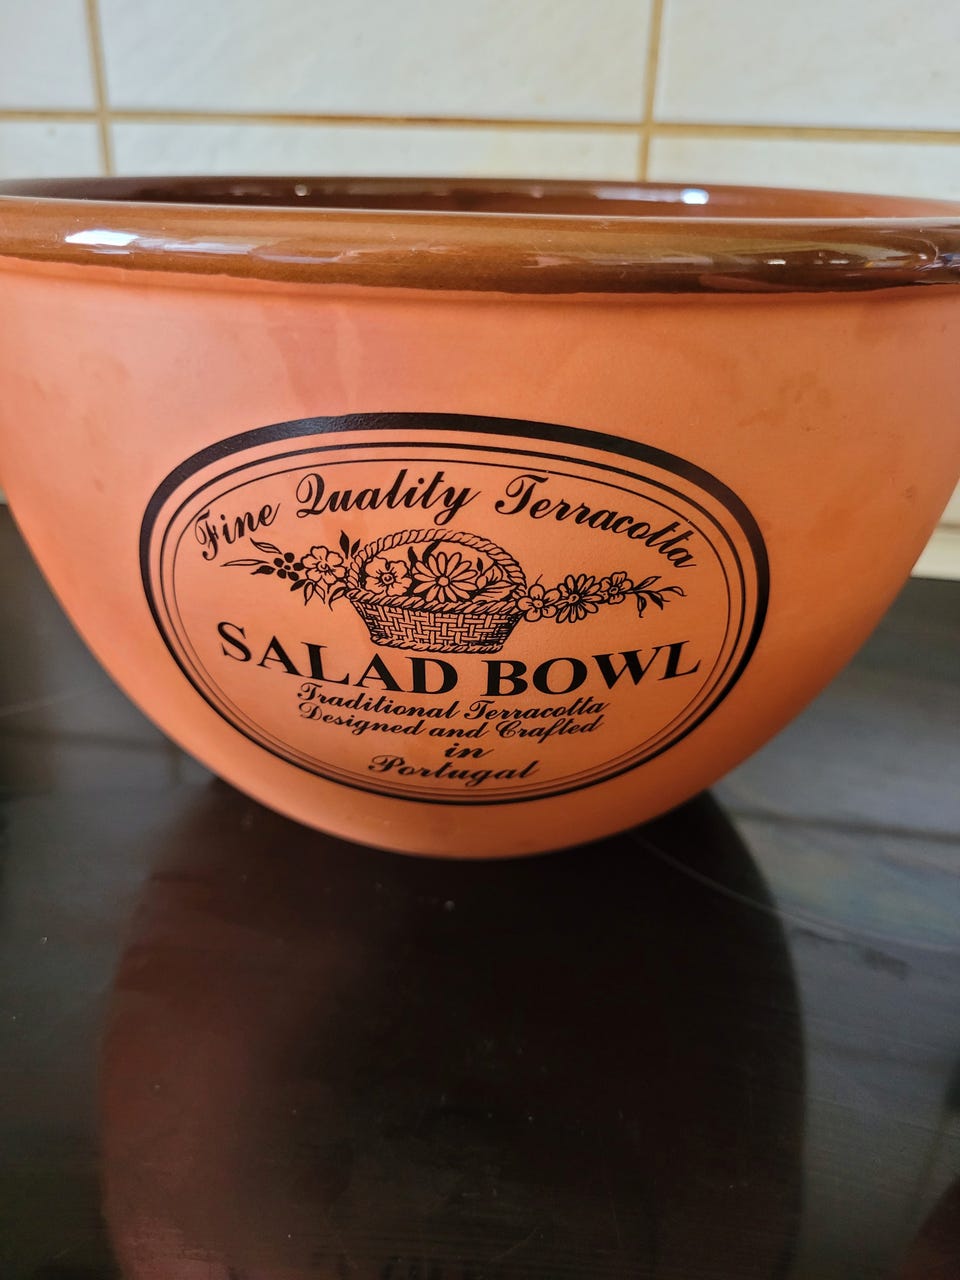 Fine Quality Terracotta
SALAD BOWL
Traditional Terracotta
Designed and Crafted
in
Portugal